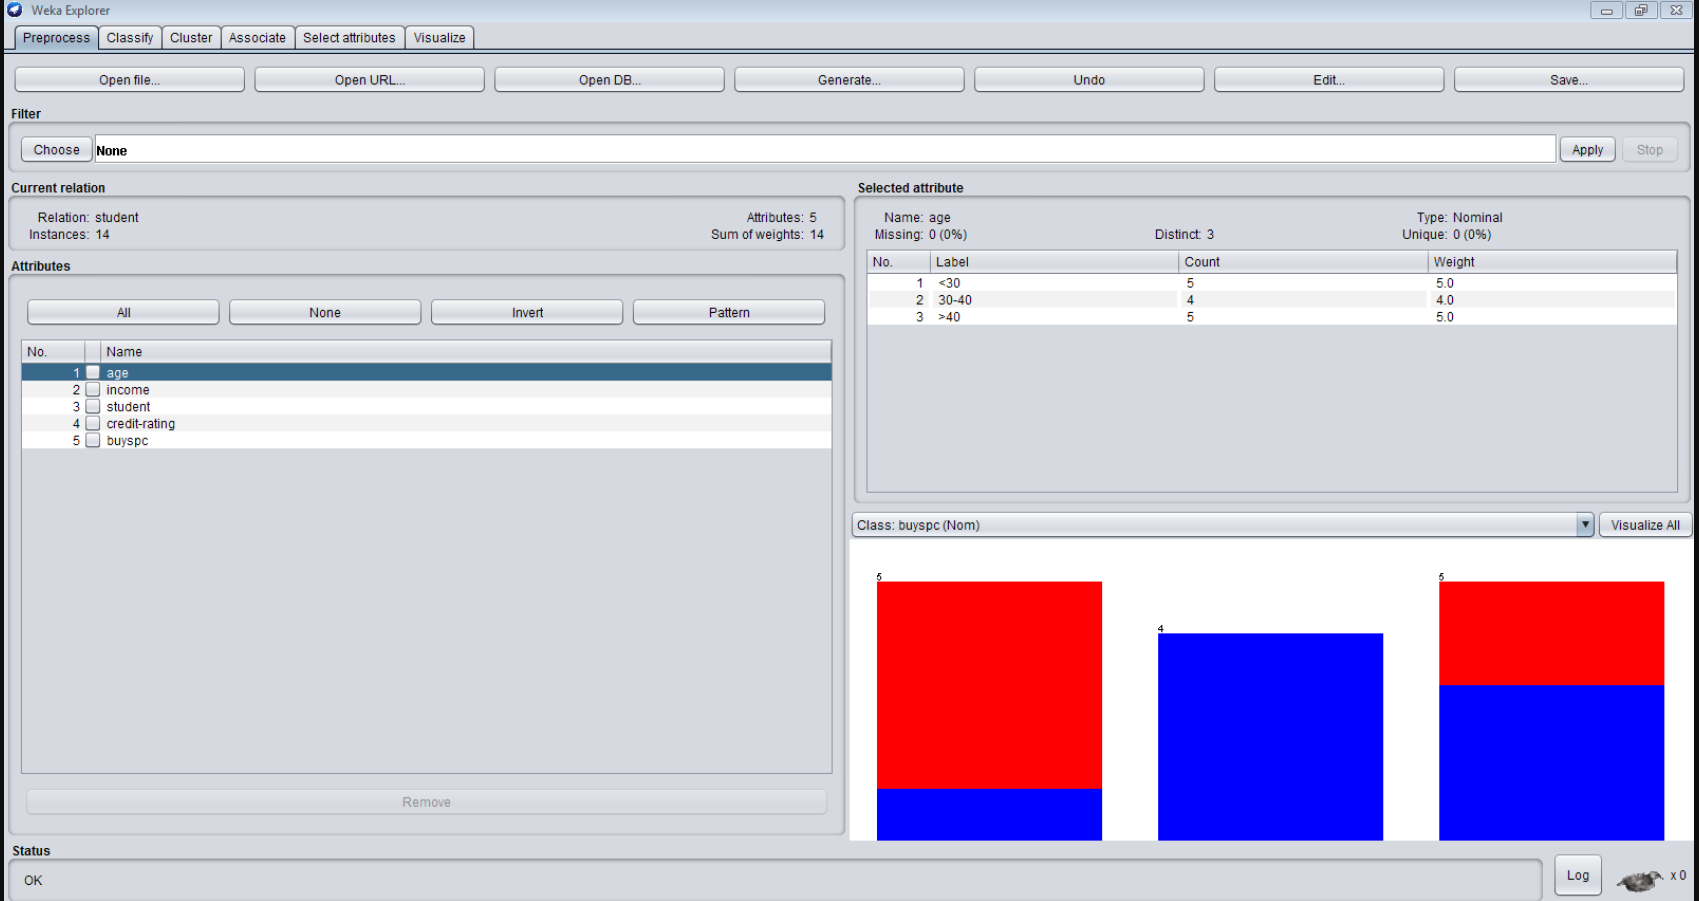 Weka Explorer
Preprocess Classify Cluster Associate Select attributes Visualize
Open file... Open URL... Open DB... Generate... Undo Edit... Save...
Filter
Choose None Apply Stop
Current relation
Relation: student Attributes: 5
Instances: 14 Sum of weights: 14
Attributes
All None Invert Pattern
No. Name
1 age
2 income
3 student
4 credit-rating
5 buyspc
Remove
Selected attribute
Name: age Type: Nominal
Missing: 0 (0%) Distinct: 3 Unique: 0 (0%)
No. Label Count Weight
1 <30 5 5.0
2 30-40 4 4.0
3 >40 5 5.0
Class: buyspc (Nom) Visualize All
5 4 5
Status
OK Log x 0